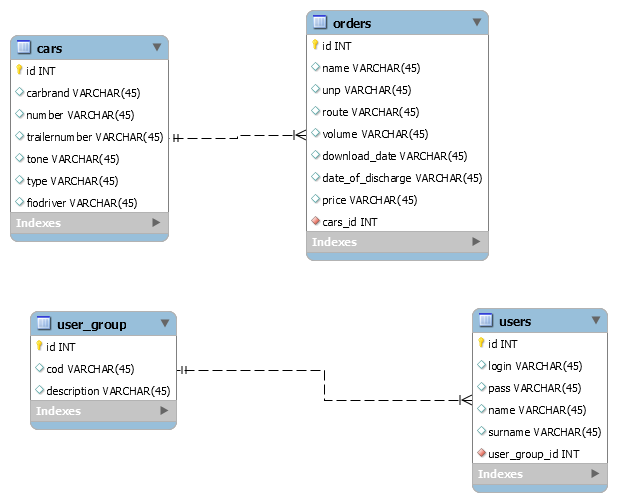 cars
id INT
carbrand VARCHAR(45)
number VARCHAR(45)
trailernumber VARCHAR(45)
tone VARCHAR(45)
type VARCHAR(45)
fiodriver VARCHAR(45)
Indexes
orders
id INT
name VARCHAR(45)
unp VARCHAR(45)
route VARCHAR(45)
volume VARCHAR(45)
download_date VARCHAR(45)
date_of_discharge VARCHAR(45)
price VARCHAR(45)
cars_id INT
Indexes
user_group
id INT
cod VARCHAR(45)
description VARCHAR(45)
Indexes
users
id INT
login VARCHAR(45)
pass VARCHAR(45)
name VARCHAR(45)
surname VARCHAR(45)
user_group_id INT
Indexes